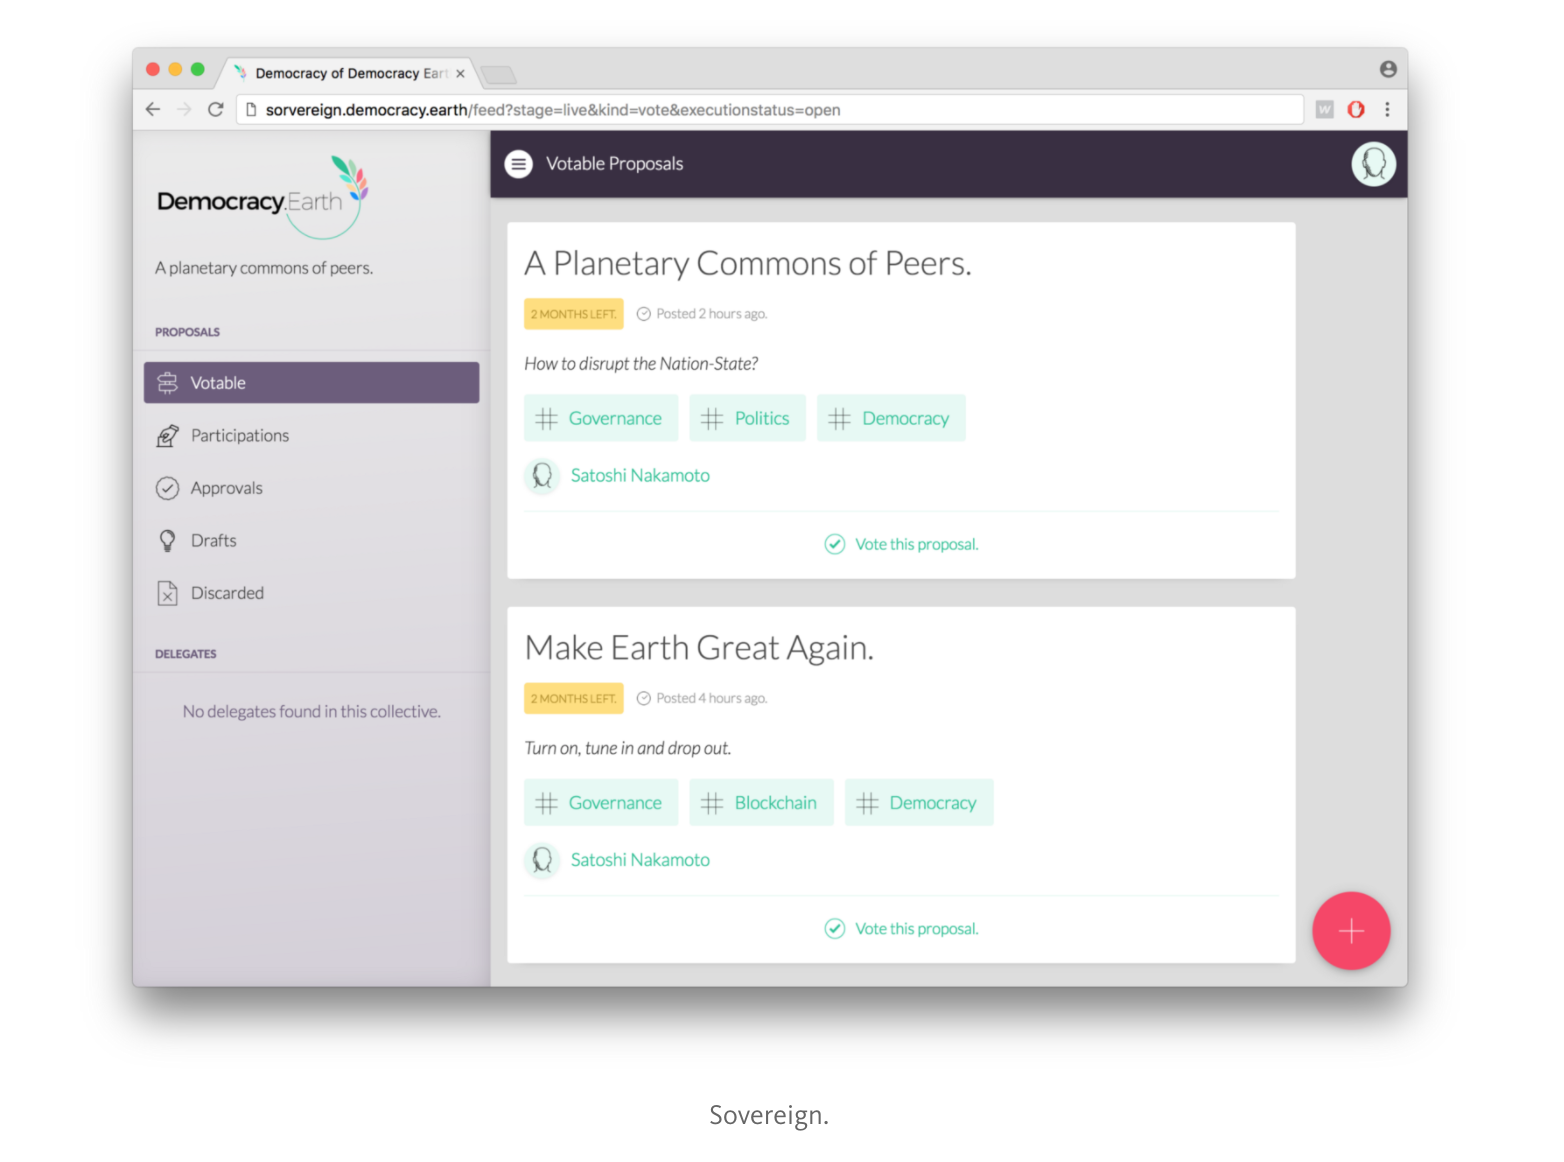 Democracy of Democracy Eart
sorvereign.democracy.earth/feed?stage=live&kind=vote&executionstatus=open
W
Democracy.Earth
A planetary commons of peers.
PROPOSALS
Votable
Participations
Approvals
Drafts
Discarded
DELEGATES
No delegates found in this collective.
Votable Proposals
A Planetary Commons of Peers.
2 MONTHS LEFT. Posted 2 hours ago.
How to disrupt the Nation-State?
# Governance # Politics # Democracy
Satoshi Nakamoto
Vote this proposal.
Make Earth Great Again.
2 MONTHS LEFT. Posted 4 hours ago.
Turn on, tune in and drop out.
# Governance # Blockchain # Democracy
Satoshi Nakamoto
Vote this proposal.
Sovereign.